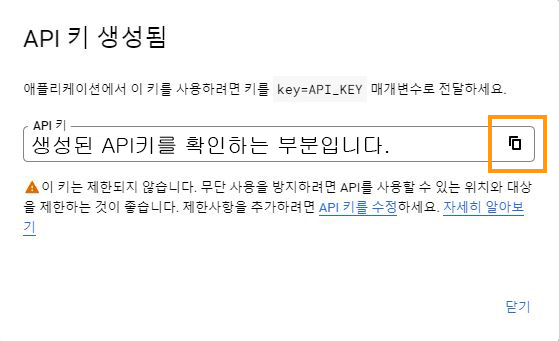 API 키 생성됨
애플리케이션에서 이 키를 사용하려면 키를 key=API_KEY 매개변수로 전달하세요.
API 키
생성된 API키를 확인하는 부분입니다.
이 키는 제한되지 않습니다. 무단 사용을 방지하려면 API를 사용할 수 있는 위치와 대상
을 제한하는 것이 좋습니다. 제한사항을 추가하려면 API 키를 수정하세요. 자세히 알아보
기
닫기